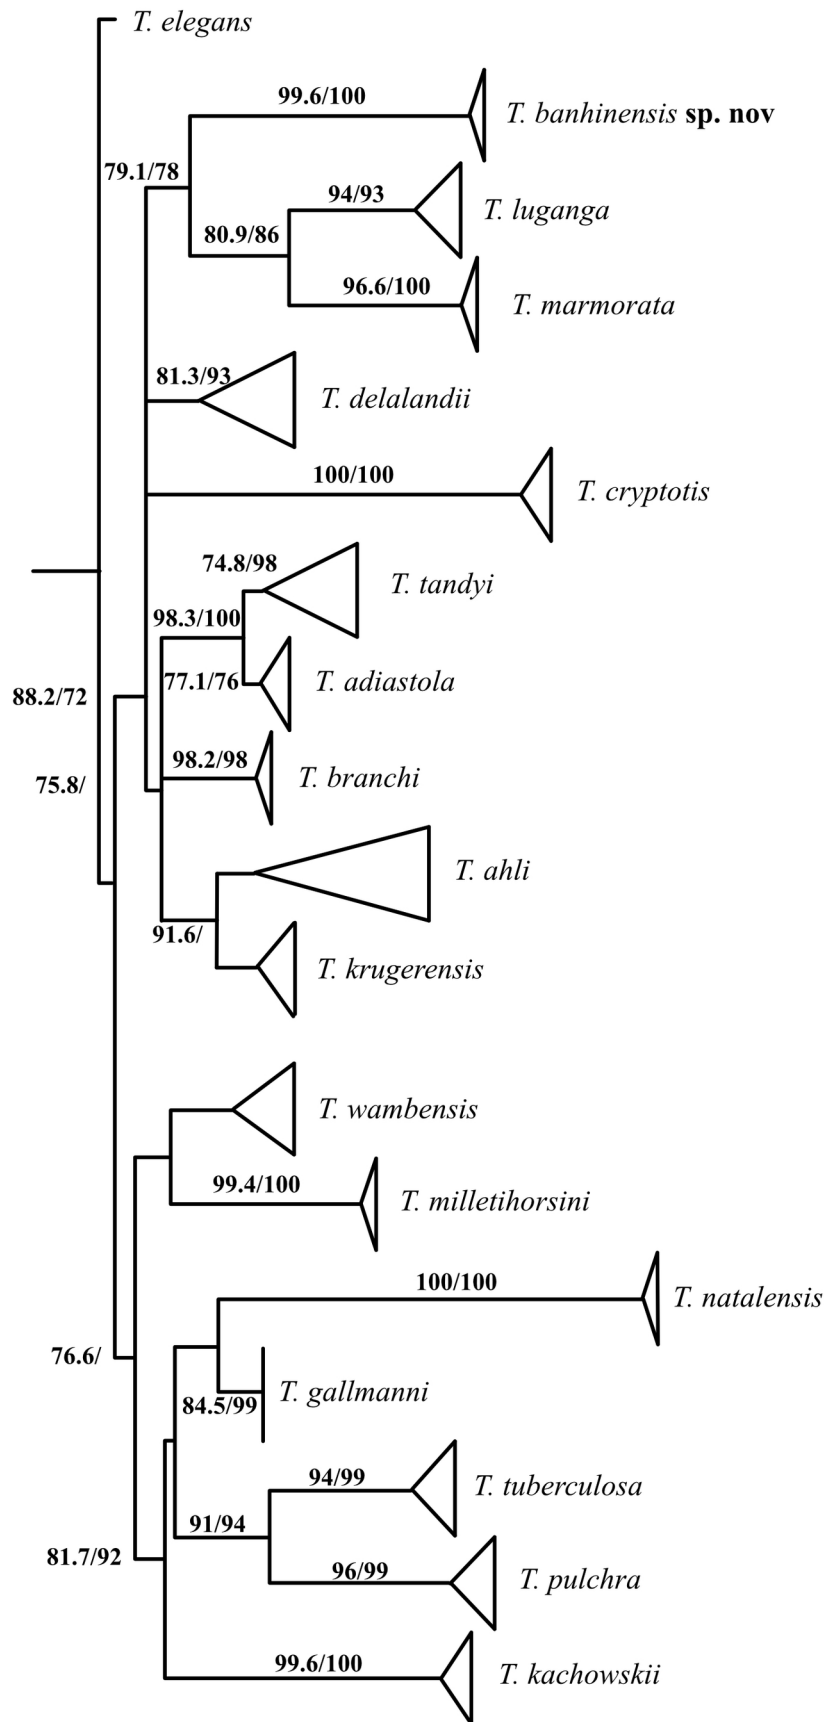 T. elegans
99.6/100
T. banhinensis sp. nov
79.1/78
94/93
T. luganga
80.9/86
96.6/100
T. marmorata
81.3/93
T. delalandii
100/100
T. cryptotis
74.8/98
T. tandyi
98.3/100
77.1/76
T. adiastola
88.2/72
98.2/98
T. branchi
75.8/
T. ahli
91.6/
T. krugerensis
T. wambensis
99.4/100
T. milletihorsini
100/100
T. natalensis
76.6/
84.5/99
T. gallmanni
94/99
T. tuberculosa
91/94
81.7/92
96/99
T. pulchra
99.6/100
T. kachowskii